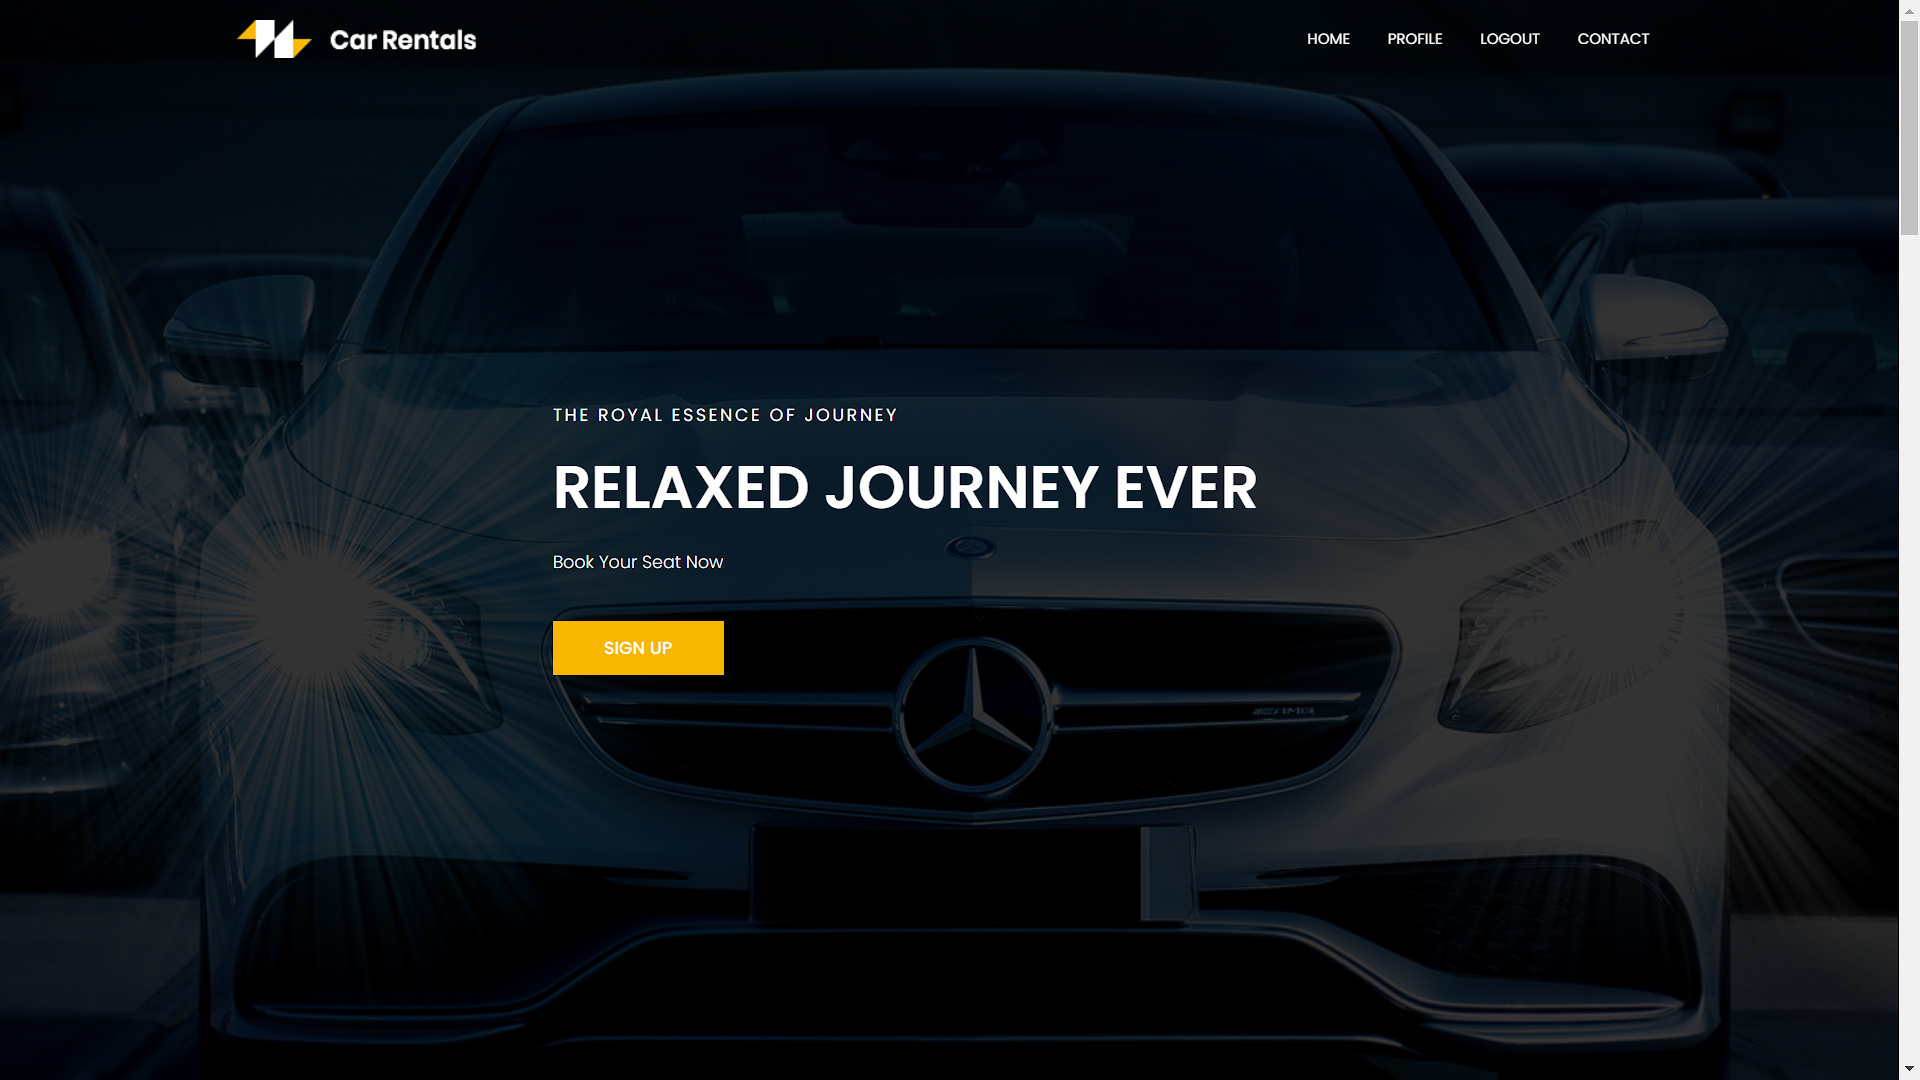 Car Rentals
HOME PROFILE LOGOUT CONTACT
THE ROYAL ESSENCE OF JOURNEY
RELAXED JOURNEY EVER
Book Your Seat Now
SIGN UP
AMG